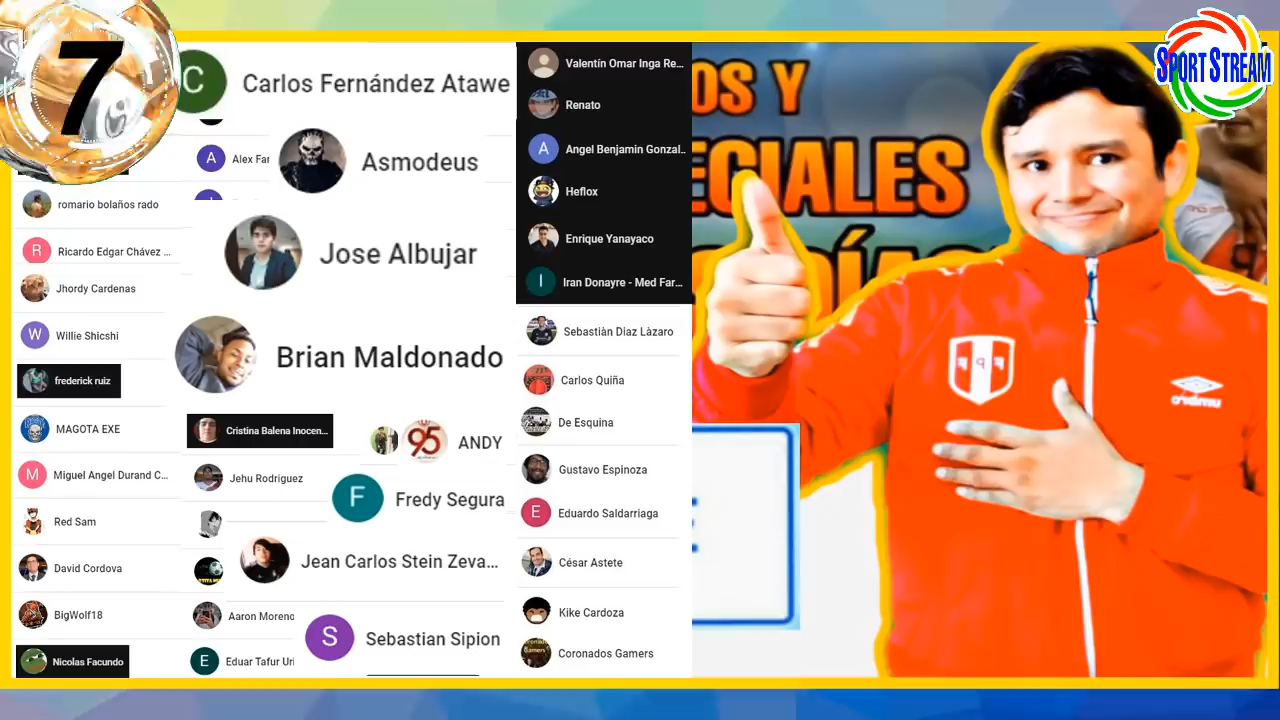 7
romario bolaños rado
Ricardo Edgar Chávez ...
Jhordy Cardenas
Willie Shicchi
frederick ruiz
MAGOTA EXE
Miguel Angel Durand C...
Red Sam
David Cordova
BigWolf18
Nicolas Facundo
C
Carlos Fernández Atawe
A
Alex Far
Asmodeus
Jose Albujar
Brian Maldonado
Cristina Balena Inocen...
95
ANDY
Jehu Rodriguez
F
Fredy Segura
Jean Carlos Stein Zeva...
Aaron Moreno
S
Sebastian Sipion
E
Eduar Tafur Uri
Valentín Omar Inga Re...
Renato
A
Angel Benjamin Gonzal..
Heflox
Enrique Yanayaco
I
Iran Donayre - Med Far...
Sebastiàn Diaz Làzaro
Carlos Quiña
De Esquina
Gustavo Espinoza
E
Eduardo Saldarriaga
César Astete
Kike Cardoza
Coronados Gamers
R
W
M
OS Y
ECIALES
SPORT STREAM
FPF
umbro